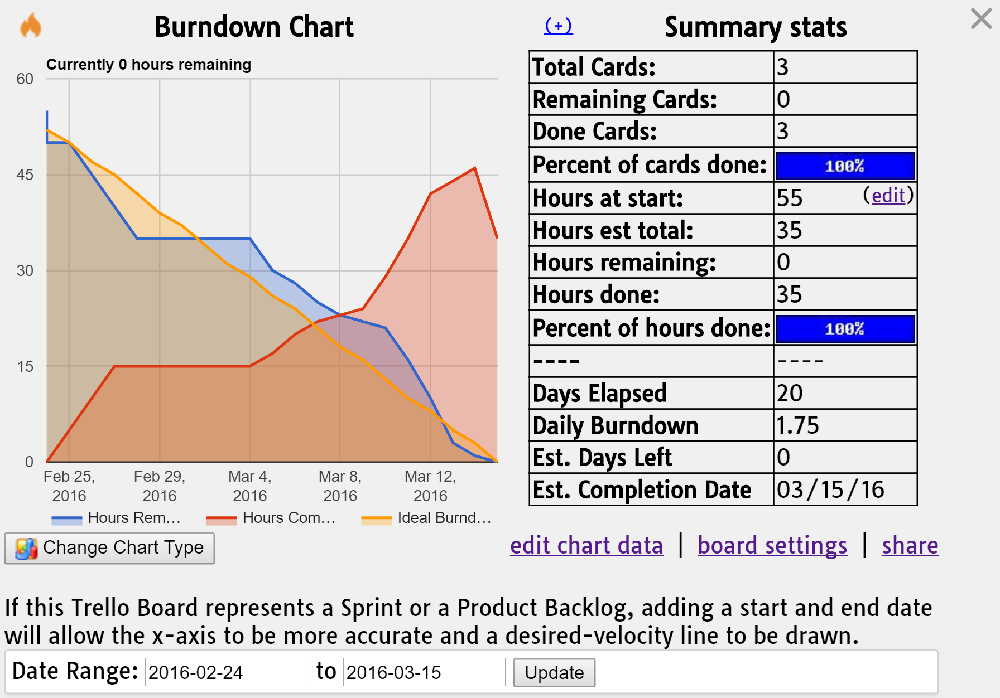 Burndown Chart
Currently 0 hours remaining
60
45
30
15
0
Feb 25, 2016
Feb 29, 2016
Mar 4, 2016
Mar 8, 2016
Mar 12, 2016
Hours Rem... Hours Com... Ideal Burnd...
Change Chart Type
(+) Summary stats
Total Cards: 3
Remaining Cards: 0
Done Cards: 3
Percent of cards done: 100%
Hours at start: 55 (edit)
Hours est total: 35
Hours remaining: 0
Hours done: 35
Percent of hours done: 100%
---- ----
Days Elapsed 20
Daily Burndown 1.75
Est. Days Left 0
Est. Completion Date 03/15/16
edit chart data | board settings | share
If this Trello Board represents a Sprint or a Product Backlog, adding a start and end date
will allow the x-axis to be more accurate and a desired-velocity line to be drawn.
Date Range: 2016-02-24 to 2016-03-15 Update